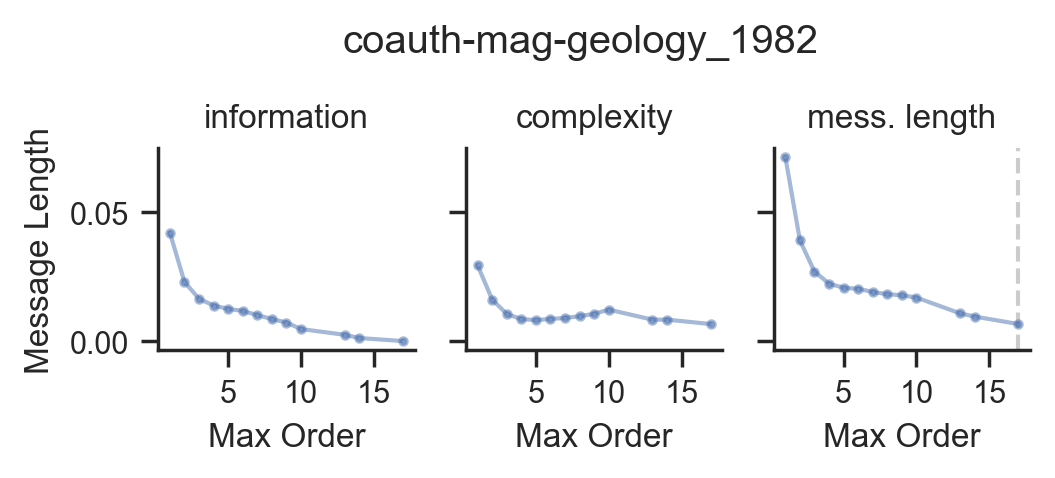 coauth-mag-geology_1982
information complexity mess. length
Message Length
0.05
0.00
5 10 15 5 10 15 5 10 15
Max Order Max Order Max Order